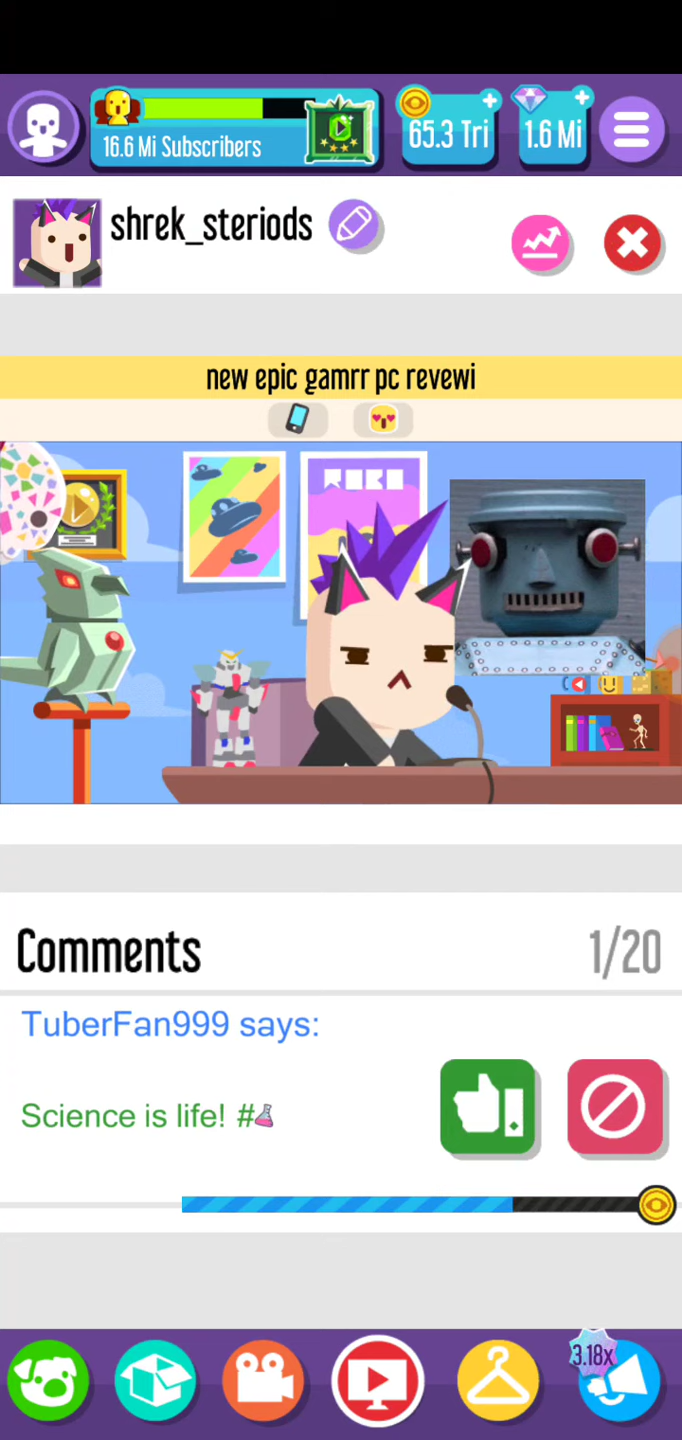 16.6 Mi Subscribers
65.3 Tri
1.6 Mi
shrek_steriods
new epic gamrr pc revewi
Comments
1/20
TuberFan999 says:
Science is life! #
3.18x